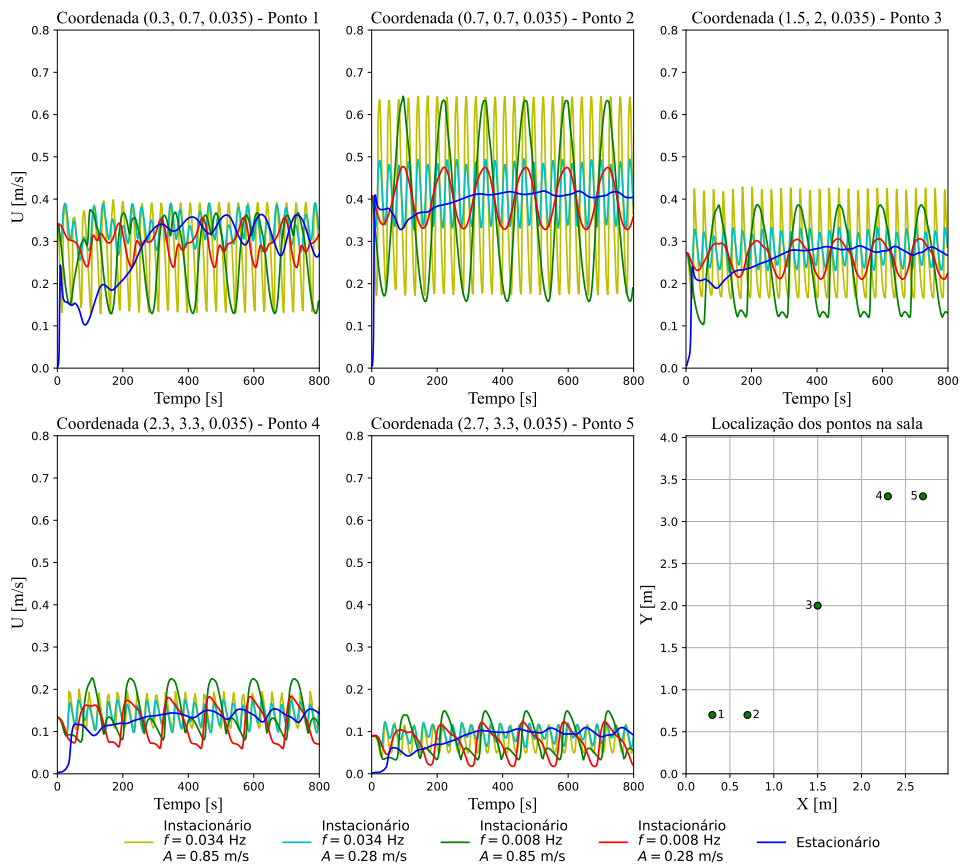 Coordenada (0.3, 0.7, 0.035) - Ponto 1
Coordenada (0.7, 0.7, 0.035) - Ponto 2
Coordenada (1.5, 2, 0.035) - Ponto 3
U [m/s]
0.8
0.7
0.6
0.5
0.4
0.3
0.2
0.1
0.0
0 200 400 600 800
Tempo [s]
0.8
0.7
0.6
0.5
0.4
0.3
0.2
0.1
0.0
0 200 400 600 800
Tempo [s]
0.8
0.7
0.6
0.5
0.4
0.3
0.2
0.1
0.0
0 200 400 600 800
Tempo [s]
Coordenada (2.3, 3.3, 0.035) - Ponto 4
Coordenada (2.7, 3.3, 0.035) - Ponto 5
Localização dos pontos na sala
U [m/s]
0.8
0.7
0.6
0.5
0.4
0.3
0.2
0.1
0.0
0 200 400 600 800
Tempo [s]
0.8
0.7
0.6
0.5
0.4
0.3
0.2
0.1
0.0
0 200 400 600 800
Tempo [s]
Y [m]
4.0
3.5
3.0
2.5
2.0
1.5
1.0
0.5
0.0
4
5
3
1
2
0.0 0.5 1.0 1.5 2.0 2.5
X [m]
Instacionário
f = 0.034 Hz
A = 0.85 m/s
Instacionário
f = 0.034 Hz
A = 0.28 m/s
Instacionário
f = 0.008 Hz
A = 0.85 m/s
Instacionário
f = 0.008 Hz
A = 0.28 m/s
Estacionário